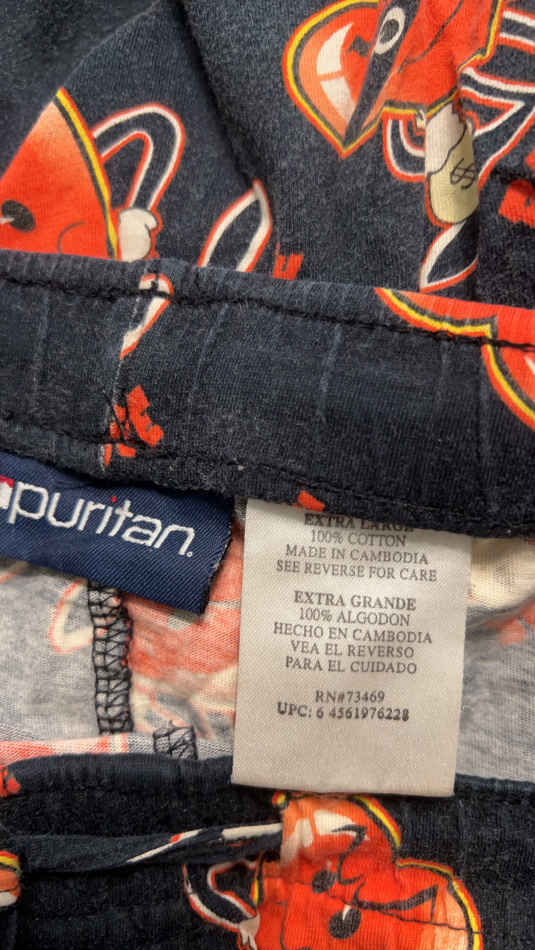 $
puritan.
EXTRA LARGE
100% COTTON
MADE IN CAMBODIA
SEE REVERSE FOR CARE
EXTRA GRANDE
100% ALGODON
HECHO EN CAMBODIA
VEA EL REVERSO
PARA EL CUIDADO
RN#73469
UPC: 6 4561976228